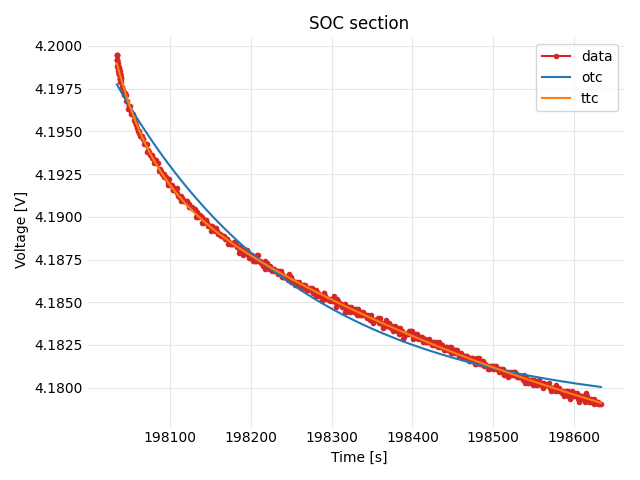 SOC section
4.2000
4.1975
4.1950
4.1925
4.1900
4.1875
4.1850
4.1825
4.1800
Voltage [V]
data
otc
ttc
198100 198200 198300 198400 198500 198600
Time [s]